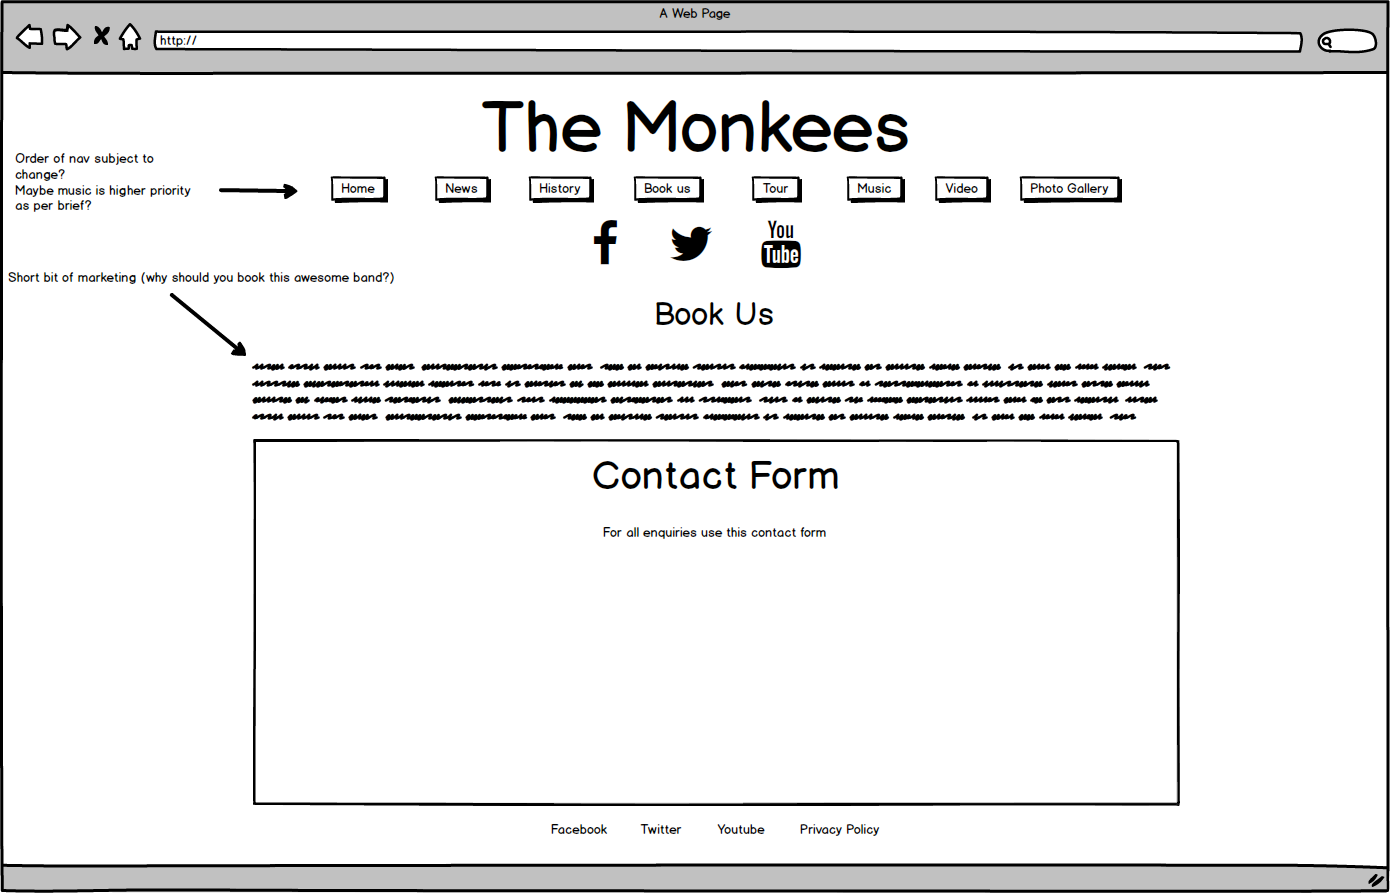 A Web Page
http://
The Monkees
Order of nav subject to
change?
Maybe music is higher priority
as per brief?
Home News History Book us Tour Music Video Photo Gallery
You
Tube
Short bit of marketing (why should you book this awesome band?)
Book Us
Contact Form
For all enquiries use this contact form
Facebook Twitter Youtube Privacy Policy